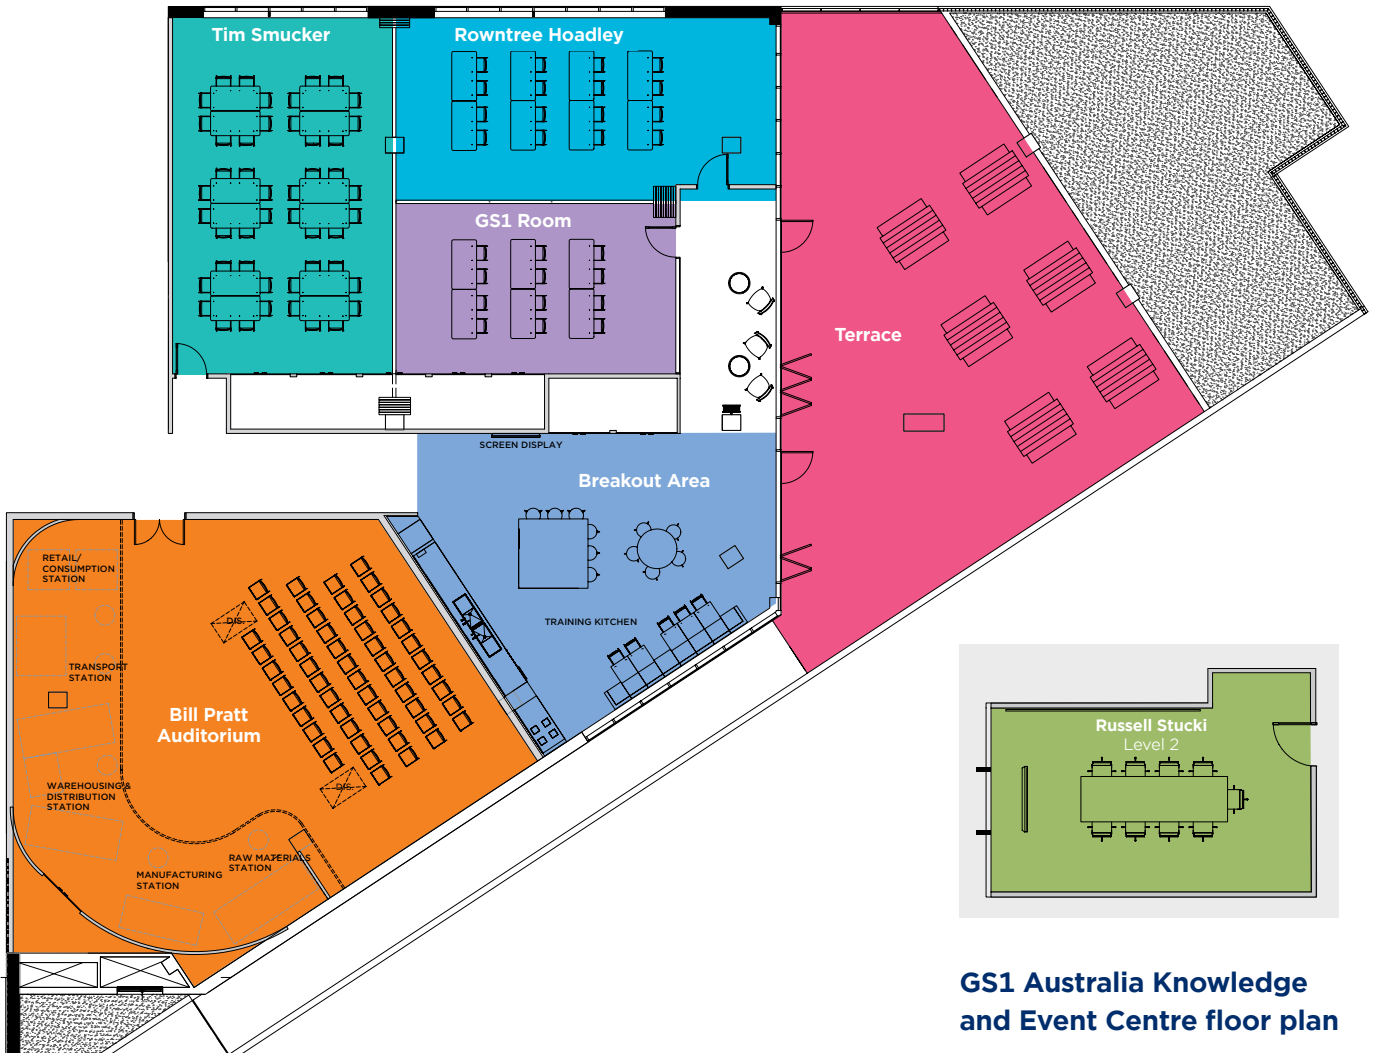 Tim Smucker
Rowntree Hoadley
GS1 Room
Terrace
SCREEN DISPLAY
Breakout Area
TRAINING KITCHEN
RETAIL/
CONSUMPTION
STATION
DIS.
TRANSPORT
STATION
Bill Pratt
Auditorium
DIS.
WAREHOUSING &
DISTRIBUTION
STATION
RAW MATERIALS
STATION
MANUFACTURING
STATION
Russell Stucki
Level 2
GS1 Australia Knowledge
and Event Centre floor plan